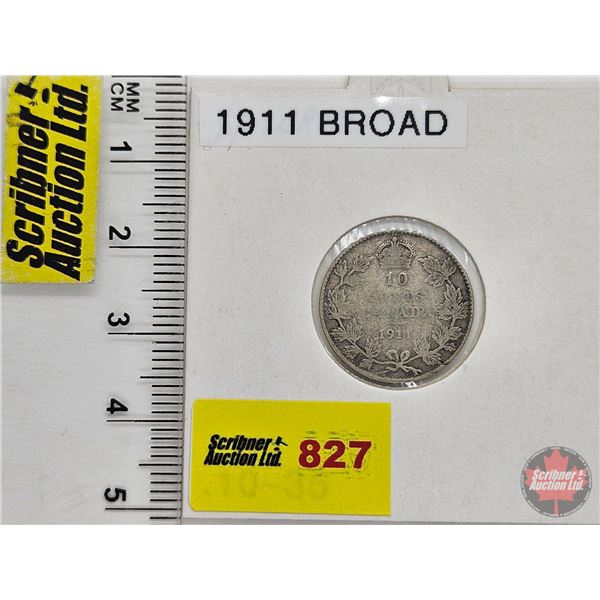 Scribner
Auction Ltd.
MM
CM
1
2
3
4
5
1911 BROAD
10
CENTS
CANADA
1911
Scribner
Auction Ltd.
827
Scribner
Auction Ltd.